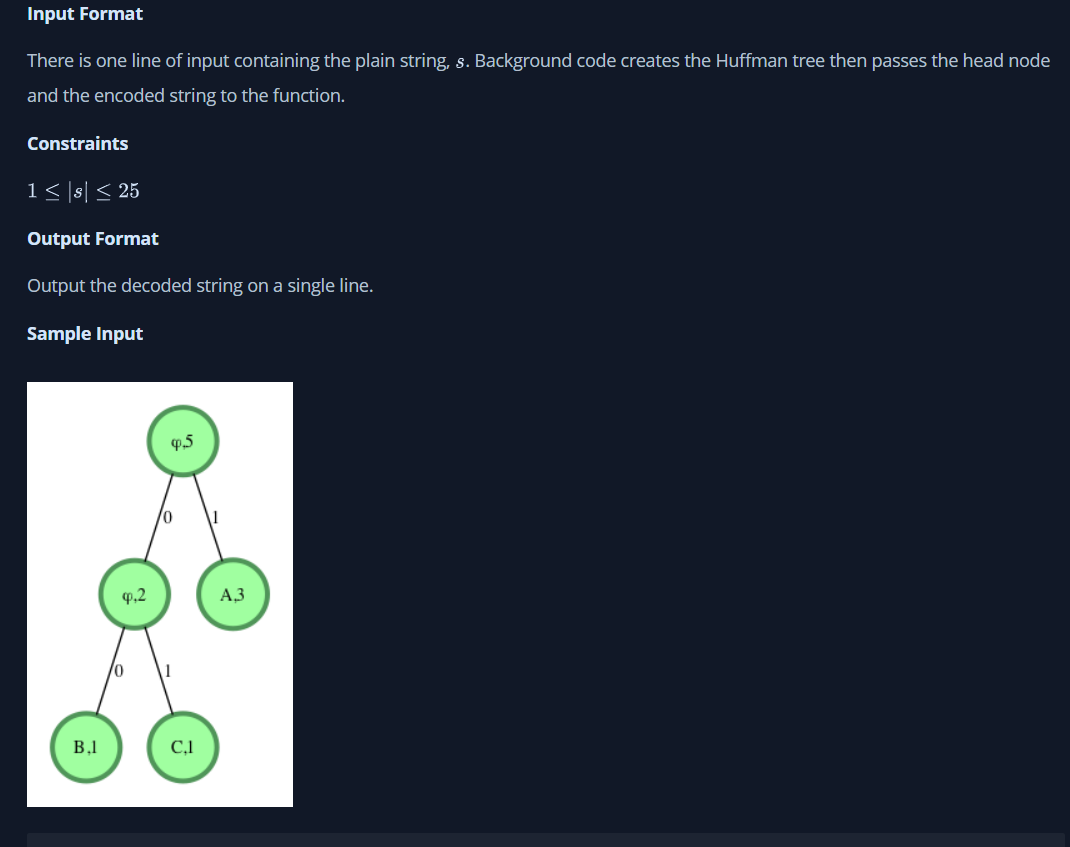 Input Format
There is one line of input containing the plain string, s. Background code creates the Huffman tree then passes the head node
and the encoded string to the function.
Constraints
1 ≤ |s| ≤ 25
Output Format
Output the decoded string on a single line.
Sample Input
φ,5
0 1
φ,2 A,3
0 1
B,1 C,1